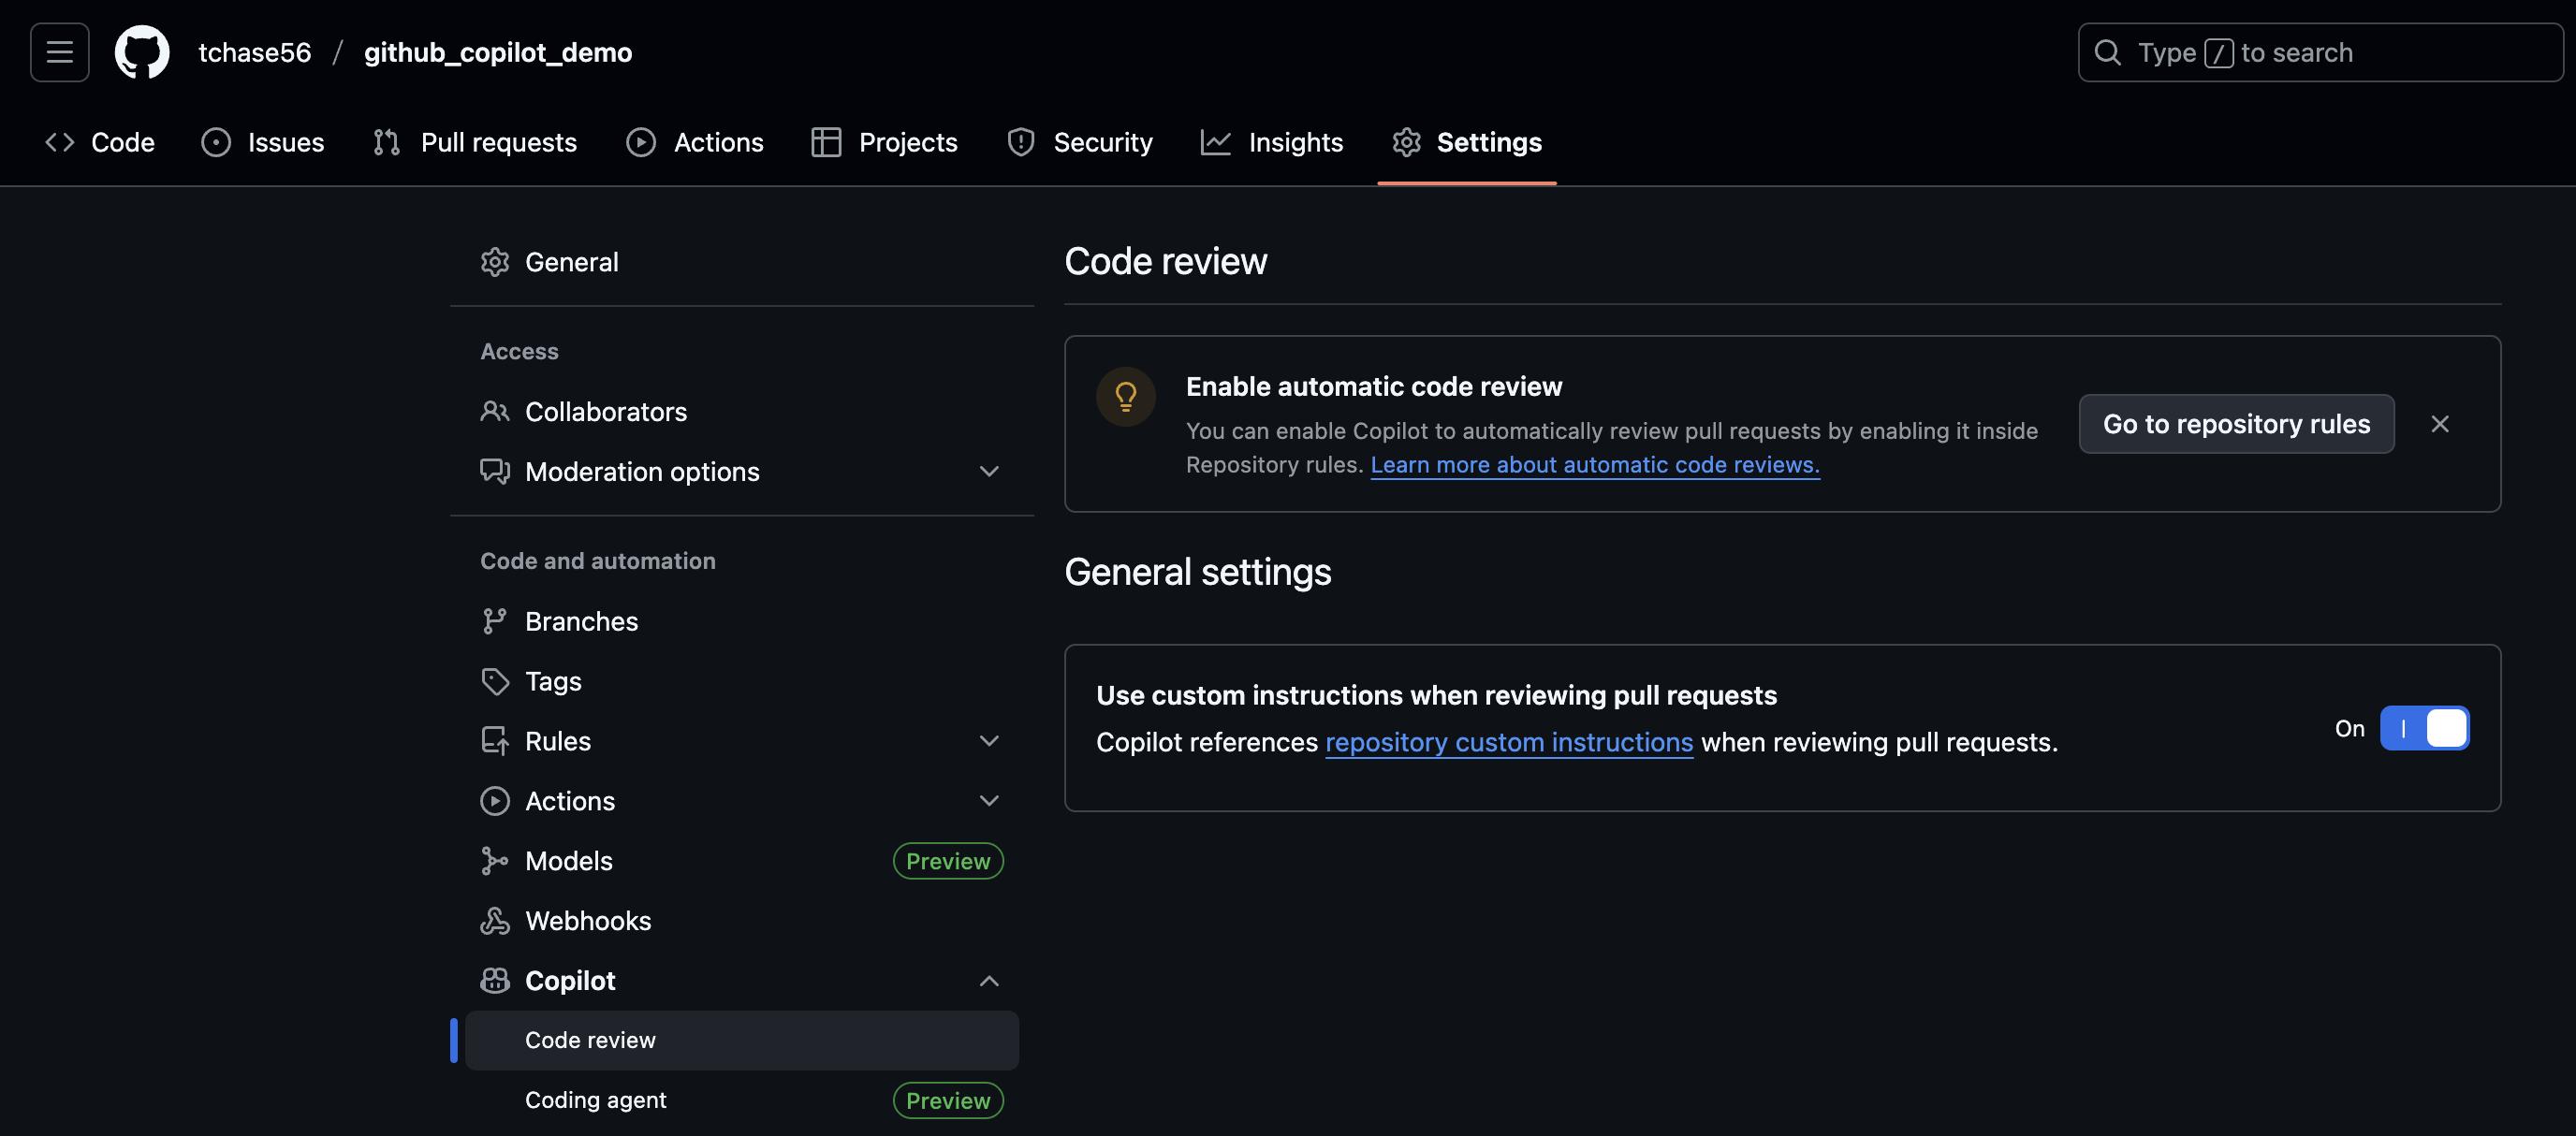 tchase56 / github_copilot_demo
Type / to search
Code Issues Pull requests Actions Projects Security Insights Settings
General
Access
Collaborators
Moderation options
Code and automation
Branches
Tags
Rules
Actions
Models Preview
Webhooks
Copilot
Code review
Coding agent Preview
Code review
Enable automatic code review
You can enable Copilot to automatically review pull requests by enabling it inside
Repository rules. Learn more about automatic code reviews.
Go to repository rules
General settings
Use custom instructions when reviewing pull requests
Copilot references repository custom instructions when reviewing pull requests.
On